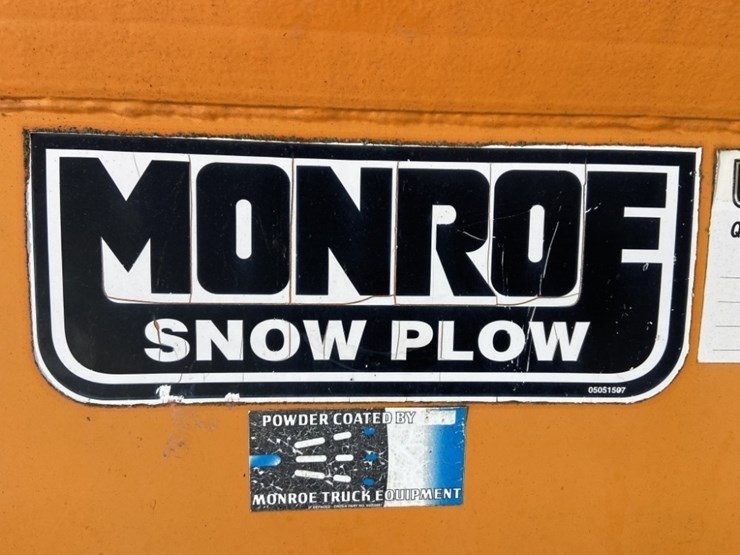 MONROE
SNOW PLOW
05051597
POWDER COATED BY
MONROE TRUCK EQUIPMENT